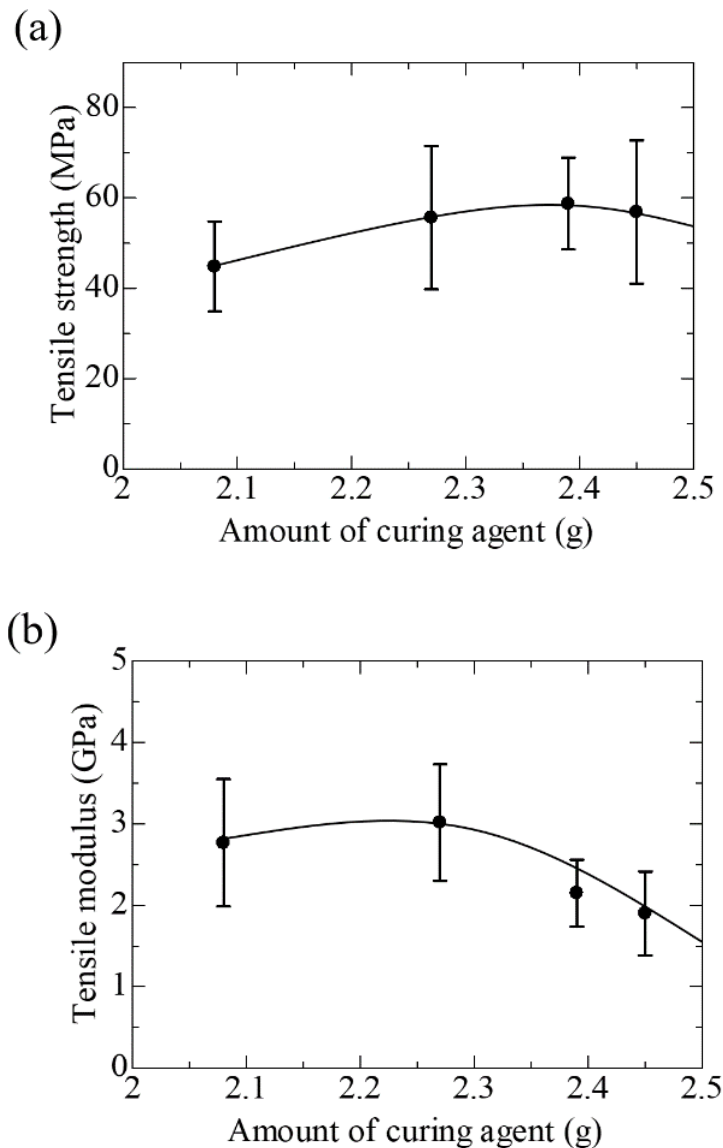 (a)
Tensile strength (MPa)
80
60
40
20
0
2 2.1 2.2 2.3 2.4 2.5
Amount of curing agent (g)
(b)
Tensile modulus (GPa)
5
4
3
2
1
0
2 2.1 2.2 2.3 2.4 2.5
Amount of curing agent (g)